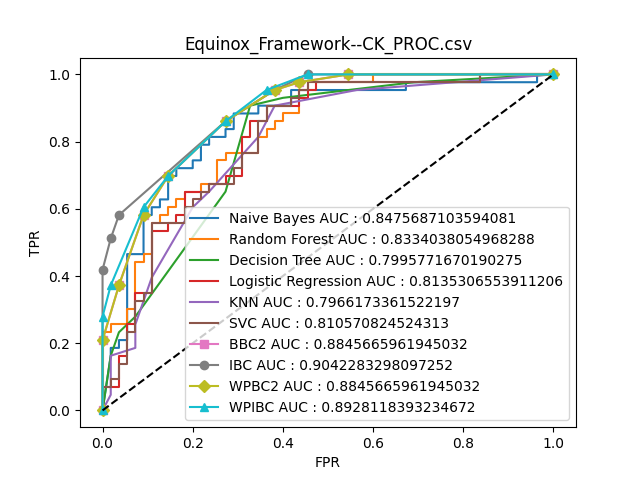 Equinox_Framework--CK_PROC.csv
1.0
0.8
0.6
0.4
0.2
0.0
TPR
Naive Bayes AUC : 0.8475687103594081
Random Forest AUC : 0.8334038054968288
Decision Tree AUC : 0.7995771670190275
Logistic Regression AUC : 0.8135306553911206
KNN AUC : 0.7966173361522197
SVC AUC : 0.810570824524313
BBC2 AUC : 0.8845665961945032
IBC AUC : 0.9042283298097252
WPBC2 AUC : 0.8845665961945032
WPIBC AUC : 0.8928118393234672
0.0 0.2 0.4 0.6 0.8 1.0
FPR